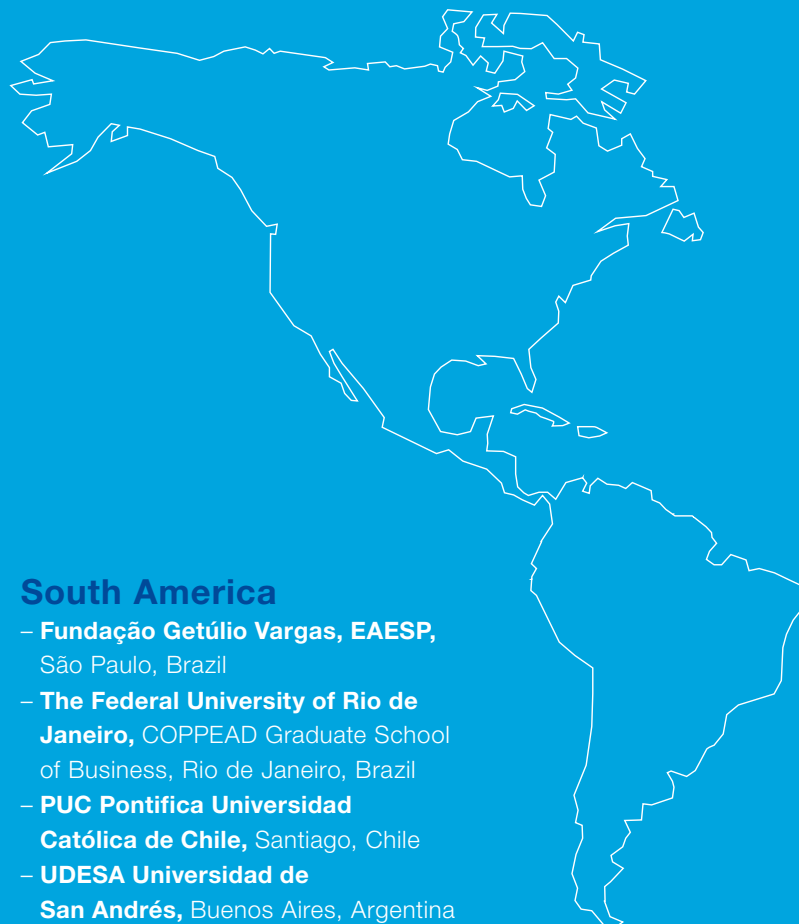 South America
– Fundação Getúlio Vargas, EAESP,
São Paulo, Brazil
– The Federal University of Rio de
Janeiro, COPPEAD Graduate School
of Business, Rio de Janeiro, Brazil
– PUC Pontifica Universidad
Católica de Chile, Santiago, Chile
– UDESA Universidad de
San Andrés, Buenos Aires, Argentina